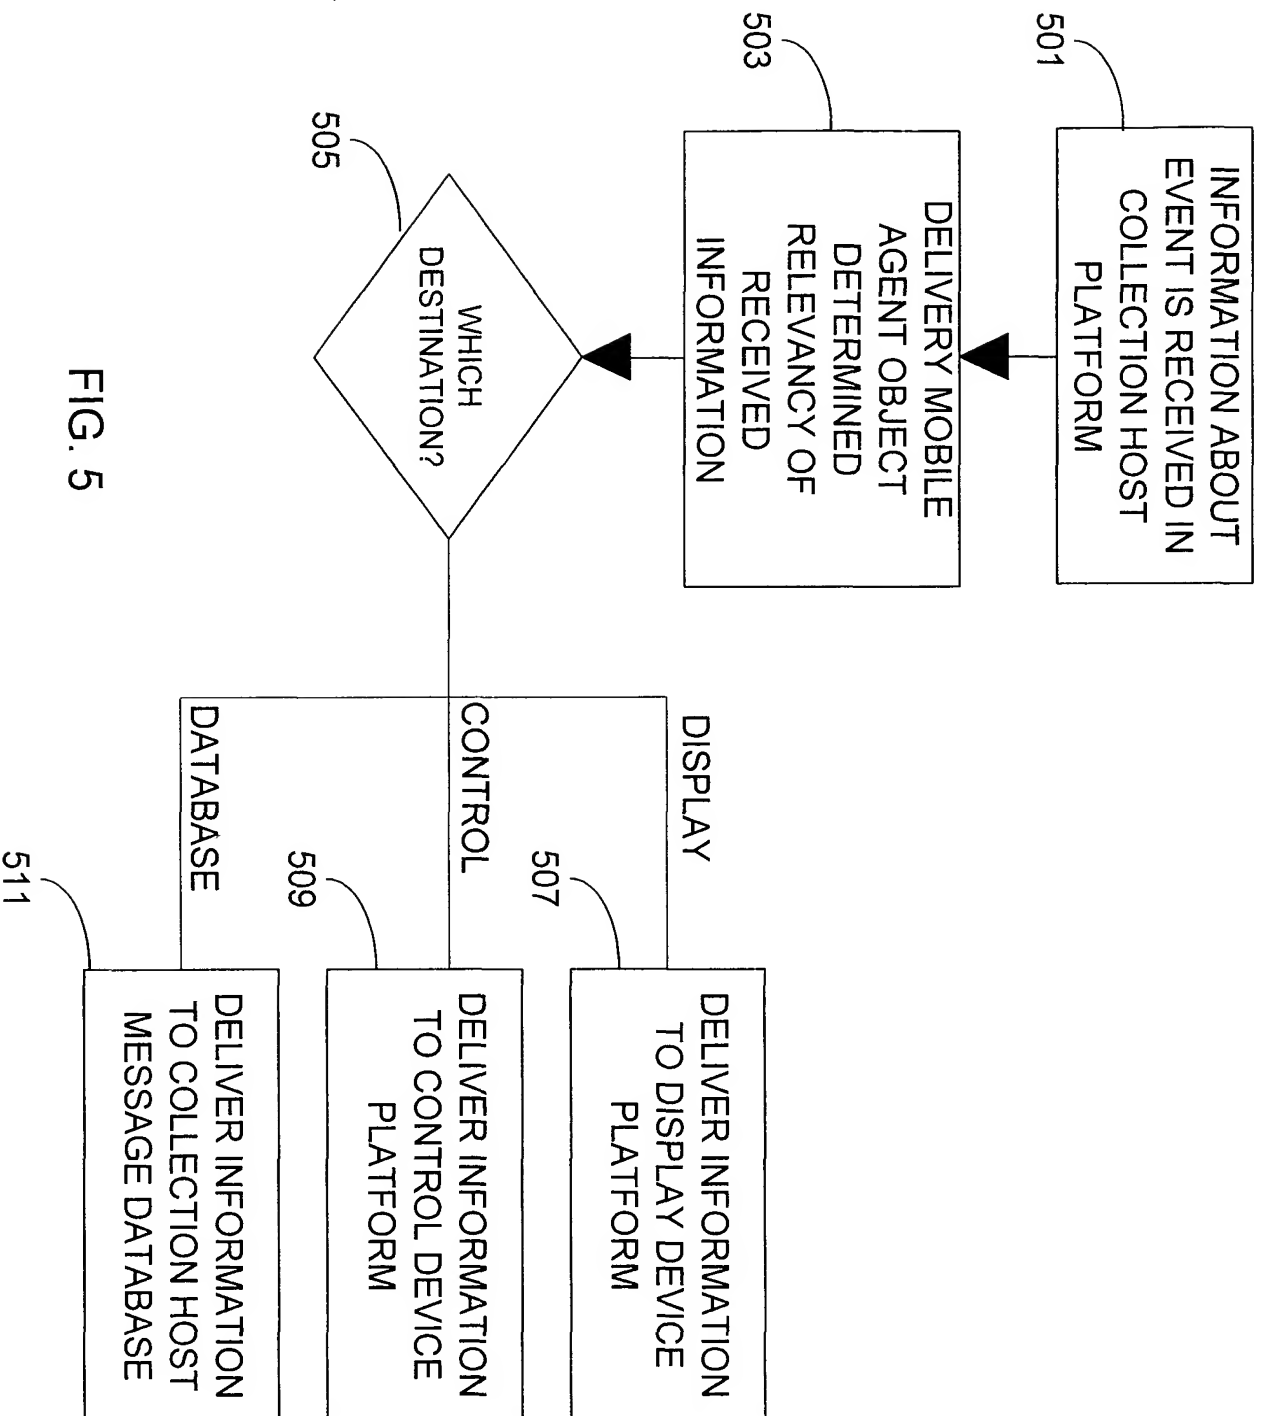 501
INFORMATION ABOUT
EVENT IS RECEIVED IN
COLLECTION HOST
PLATFORM
503
DELIVERY MOBILE
AGENT OBJECT
DETERMINED
RELEVANCY OF
RECEIVED
INFORMATION
505
WHICH
DESTINATION?
DISPLAY
507
DELIVER INFORMATION
TO DISPLAY DEVICE
PLATFORM
CONTROL
509
DELIVER INFORMATION
TO CONTROL DEVICE
PLATFORM
DATABASE
511
DELIVER INFORMATION
TO COLLECTION HOST
MESSAGE DATABASE
FIG. 5